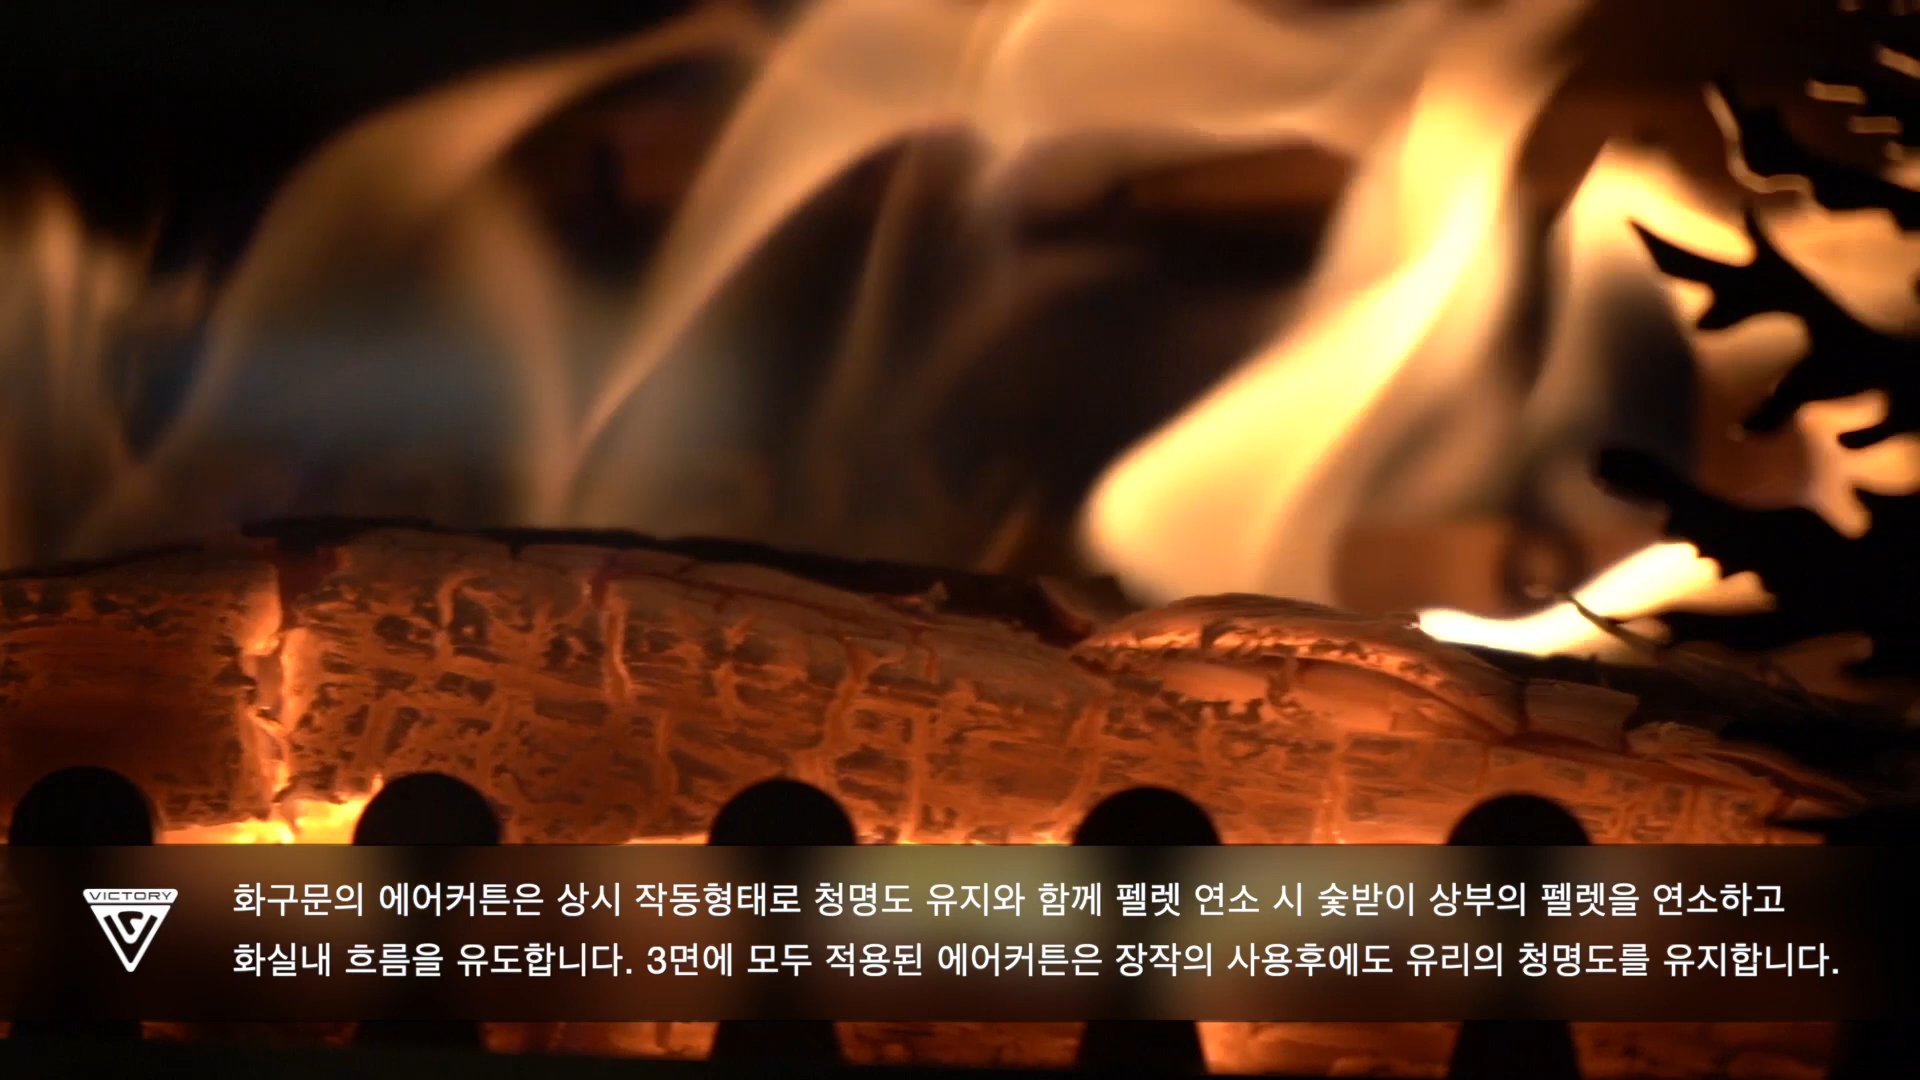 VICTORY
화구문의 에어커튼은 상시 작동형태로 청명도 유지와 함께 펠렛 연소 시 숯받이 상부의 펠렛을 연소하고
화실내 흐름을 유도합니다. 3면에 모두 적용된 에어커튼은 장작의 사용후에도 유리의 청명도를 유지합니다.